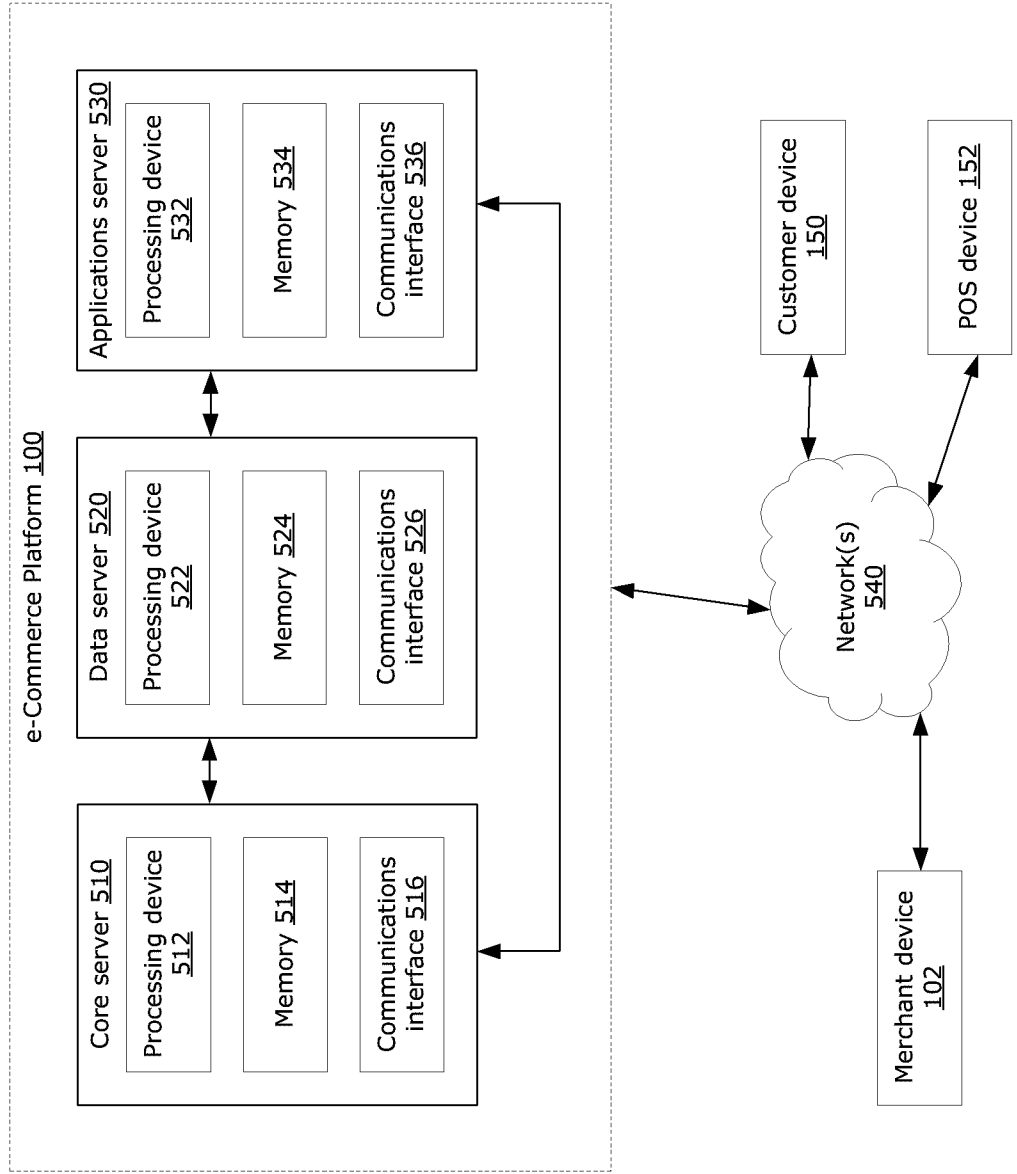 e-Commerce Platform 100
Core server 510
Processing device
512
Memory 514
Communications
interface 516
Data server 520
Processing device
522
Memory 524
Communications
interface 526
Applications server 530
Processing device
532
Memory 534
Communications
interface 536
Network(s)
540
Merchant device
102
Customer device
150
POS device 152